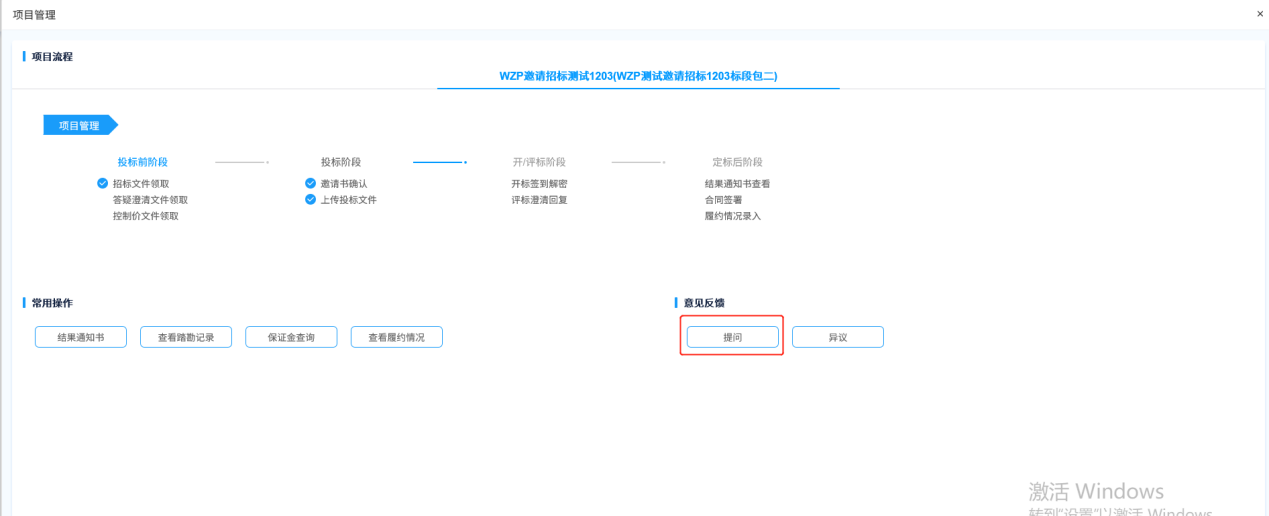 项目管理
×
项目流程
WZP邀请招标测试1203(WZP测试邀请招标1203标段包二)
项目管理
投标前阶段
投标阶段
开/评标阶段
定标后阶段
招标文件领取
邀请书确认
开标签到解密
结果通知书查看
答疑澄清文件领取
上传投标文件
评标澄清回复
合同签署
控制价文件领取
履约情况录入
常用操作
意见反馈
结果通知书
查看踏勘记录
保证金查询
查看履约情况
提问
异议
激活 Windows
转到"设置"以激活 Windows